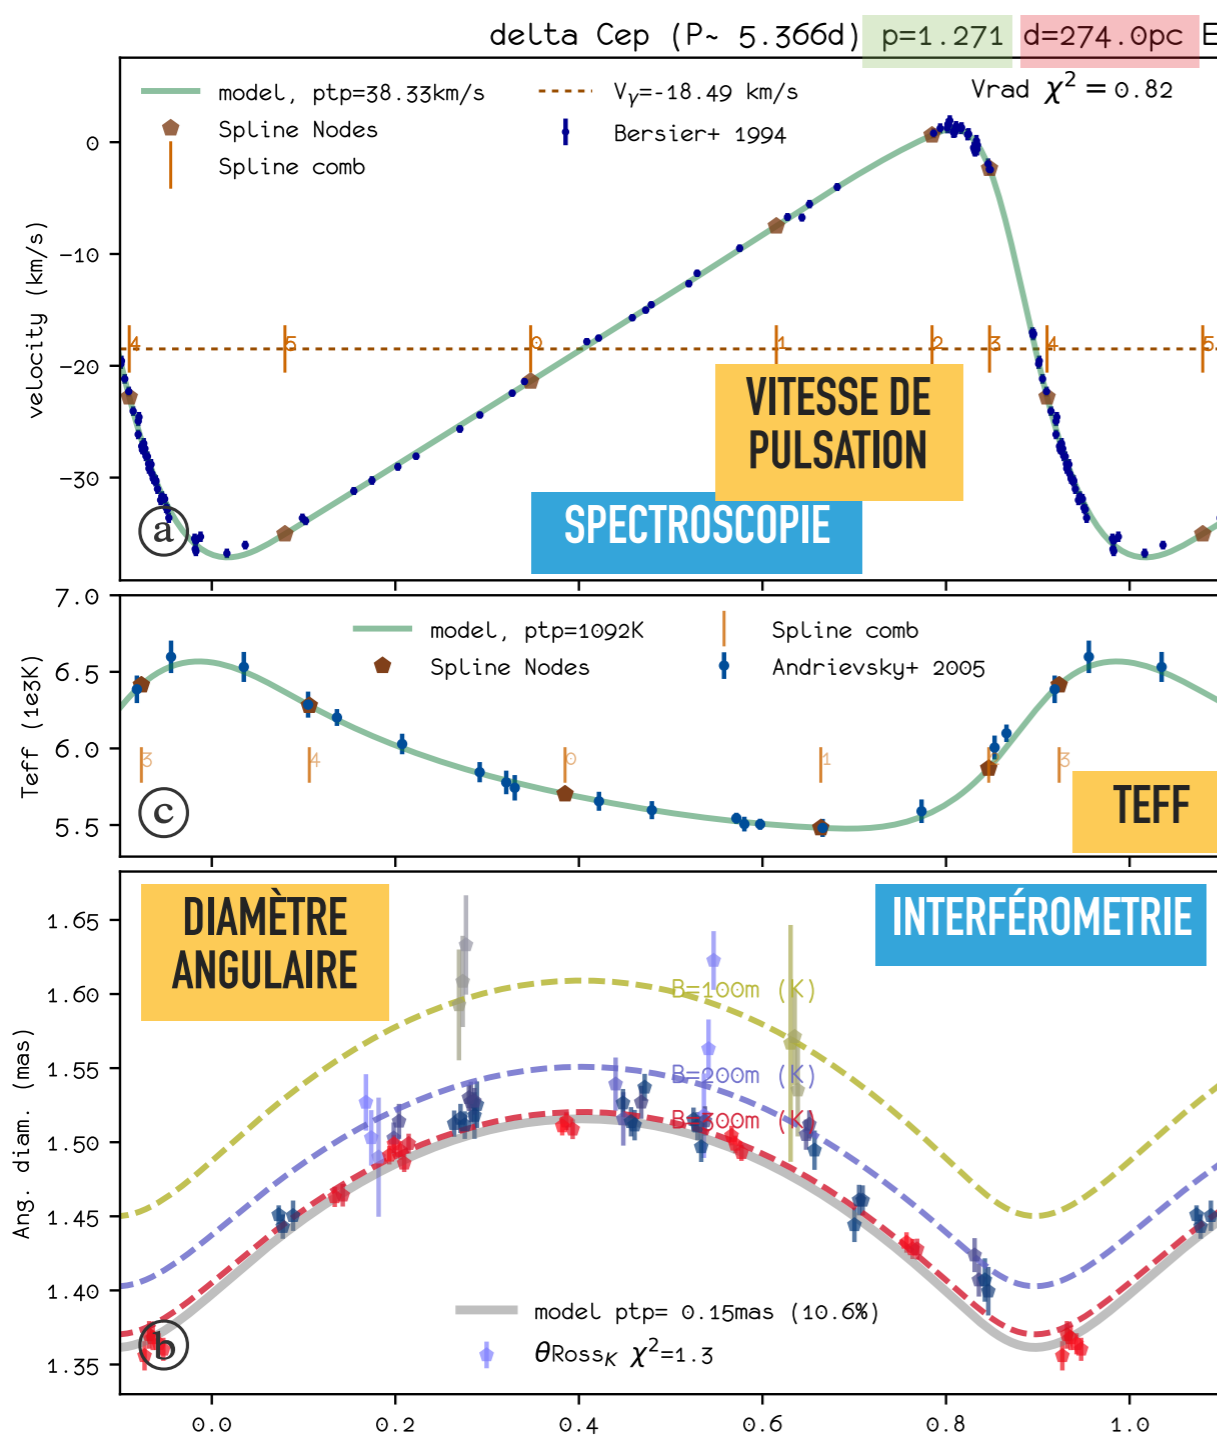 delta Cep (P~ 5.366d) p=1.271 d=274.0pc E
model, ptp=38.33km/s
Vγ=-18.49 km/s
Vrad χ²=0.82
Spline Nodes
Bersier+ 1994
Spline comb
0
-10
-20
-30
velocity (km/s)
4 5 0 1 2 3 4 5
VITESSE DE
PULSATION
SPECTROSCOPIE
a
7.0
6.5
6.0
5.5
Teff (1e3K)
model, ptp=1092K
Spline comb
Spline Nodes
Andrievsky+ 2005
3 4 0 1 3
c
TEFF
DIAMÈTRE
ANGULAIRE
INTERFÉROMETRIE
1.65
1.60
1.55
1.50
1.45
1.40
1.35
Ang. diam. (mas)
B=100m (K)
B=200m (K)
B=300m (K)
model ptp= 0.15mas (10.6%)
θRossK χ²=1.3
b
0.0 0.2 0.4 0.6 0.8 1.0